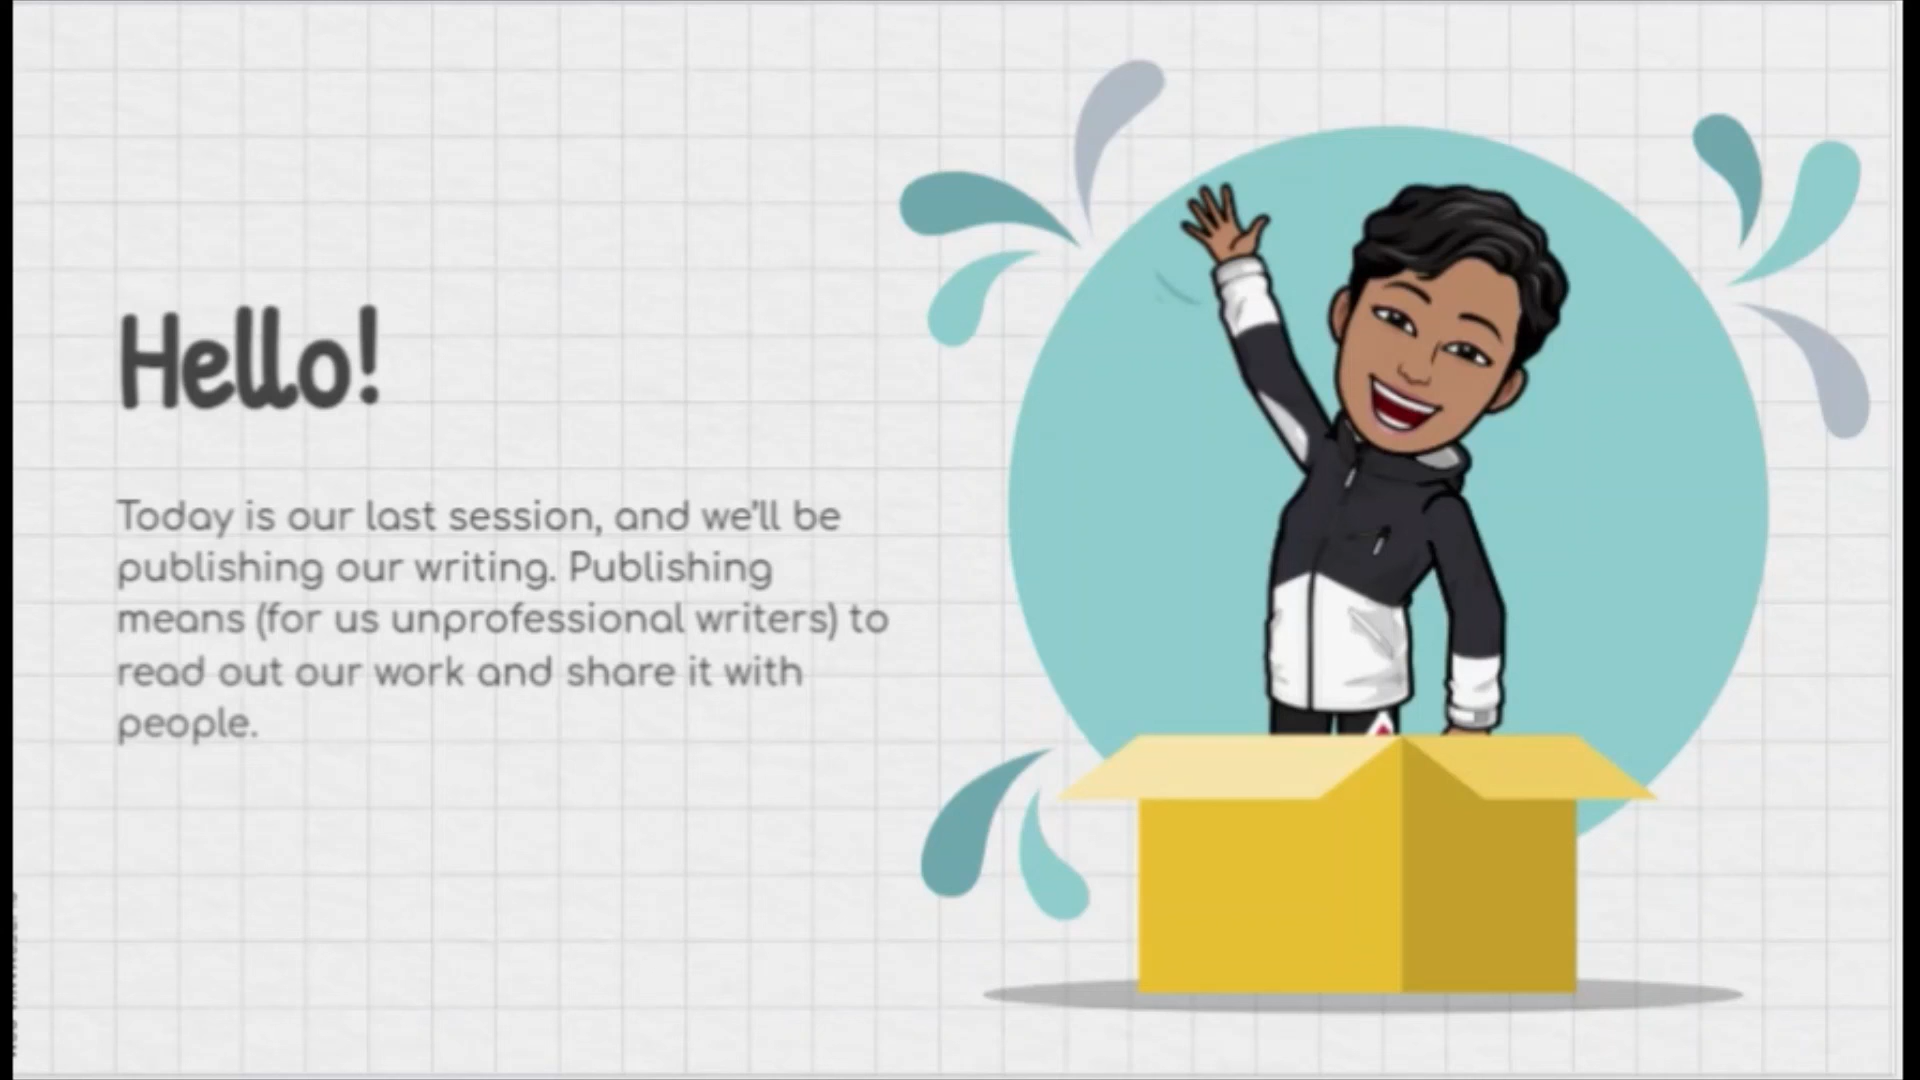 Hello!
Today is our last session, and we'll be
publishing our writing. Publishing
means (for us unprofessional writers) to
read out our work and share it with
people.